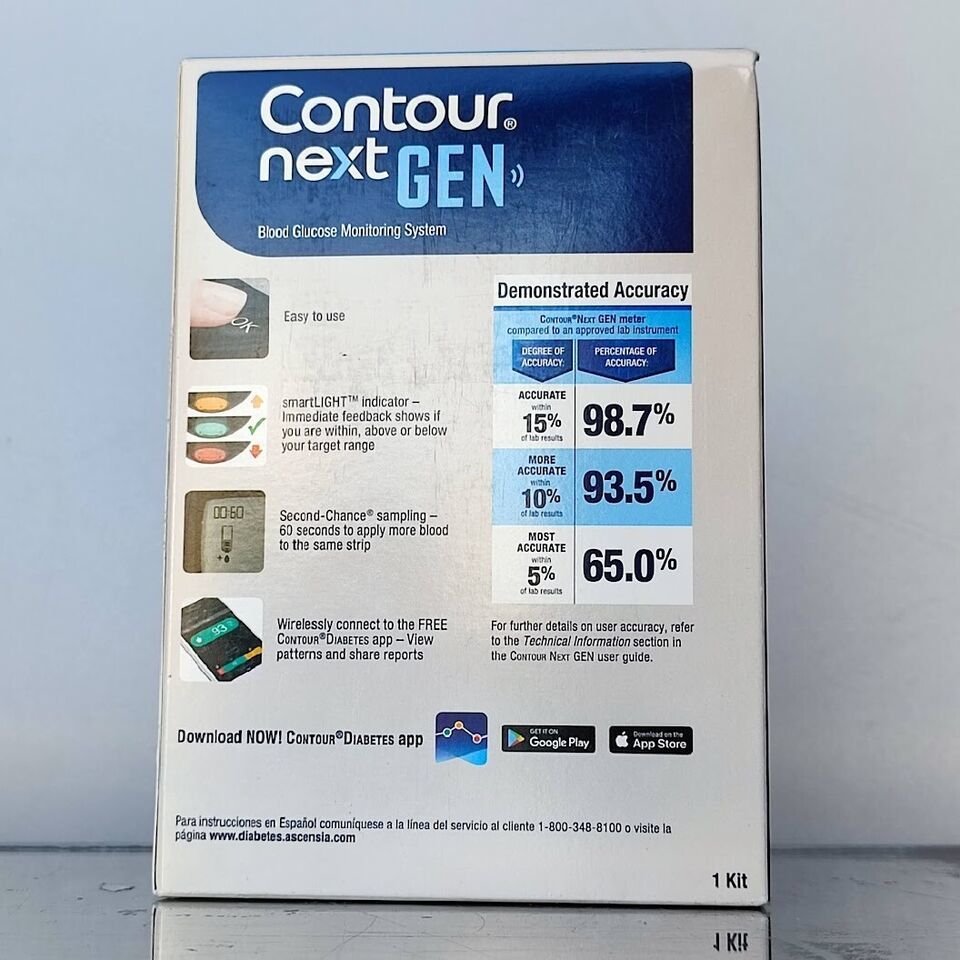 Contour®
next GEN
Blood Glucose Monitoring System
OK
Easy to use
smartLIGHT™ indicator –
Immediate feedback shows if
you are within, above or below
your target range
00:60
Second-Chance® sampling –
60 seconds to apply more blood
to the same strip
93
Wirelessly connect to the FREE
CONTOUR®DIABETES app – View
patterns and share reports
Demonstrated Accuracy
CONTOUR®NEXT GEN meter
compared to an approved lab instrument
DEGREE OF
ACCURACY:
PERCENTAGE OF
ACCURACY:
ACCURATE
within
15%
of lab results
98.7%
MORE
ACCURATE
within
10%
of lab results
93.5%
MOST
ACCURATE
within
5%
of lab results
65.0%
For further details on user accuracy, refer
to the Technical Information section in
the CONTOUR NEXT GEN user guide.
Download NOW! CONTOUR®DIABETES app
GET IT ON
Google Play
Download on the
App Store
Para instrucciones en Español comuníquese a la línea del servicio al cliente 1-800-348-8100 o visite la
página www.diabetes.ascensia.com
1 Kit